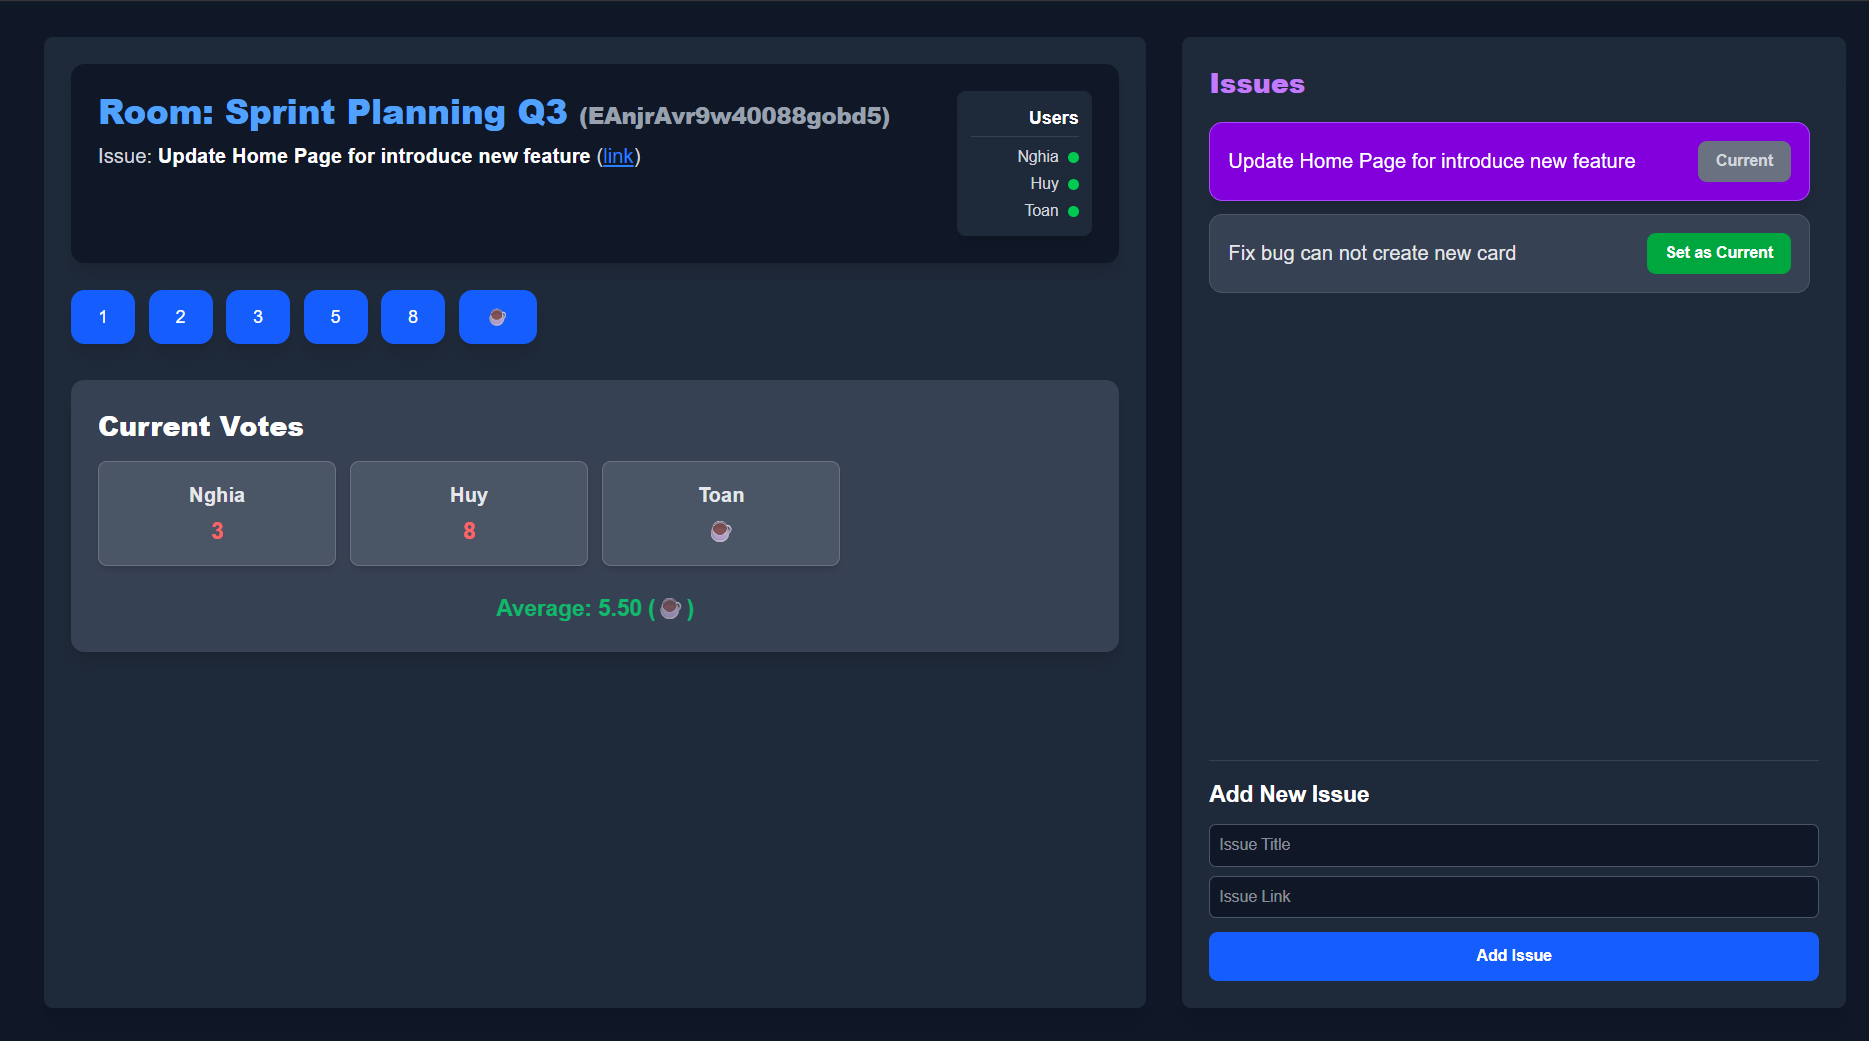 Room: Sprint Planning Q3 (EAnjrAvr9w40088gobd5)
Issue: Update Home Page for introduce new feature (link)
Users
Nghia
Huy
Toan
1 2 3 5 8 ☕
Current Votes
Nghia Huy Toan
3 8 ☕
Average: 5.50 (☕)
Issues
Update Home Page for introduce new feature Current
Fix bug can not create new card Set as Current
Add New Issue
Issue Title
Issue Link
Add Issue